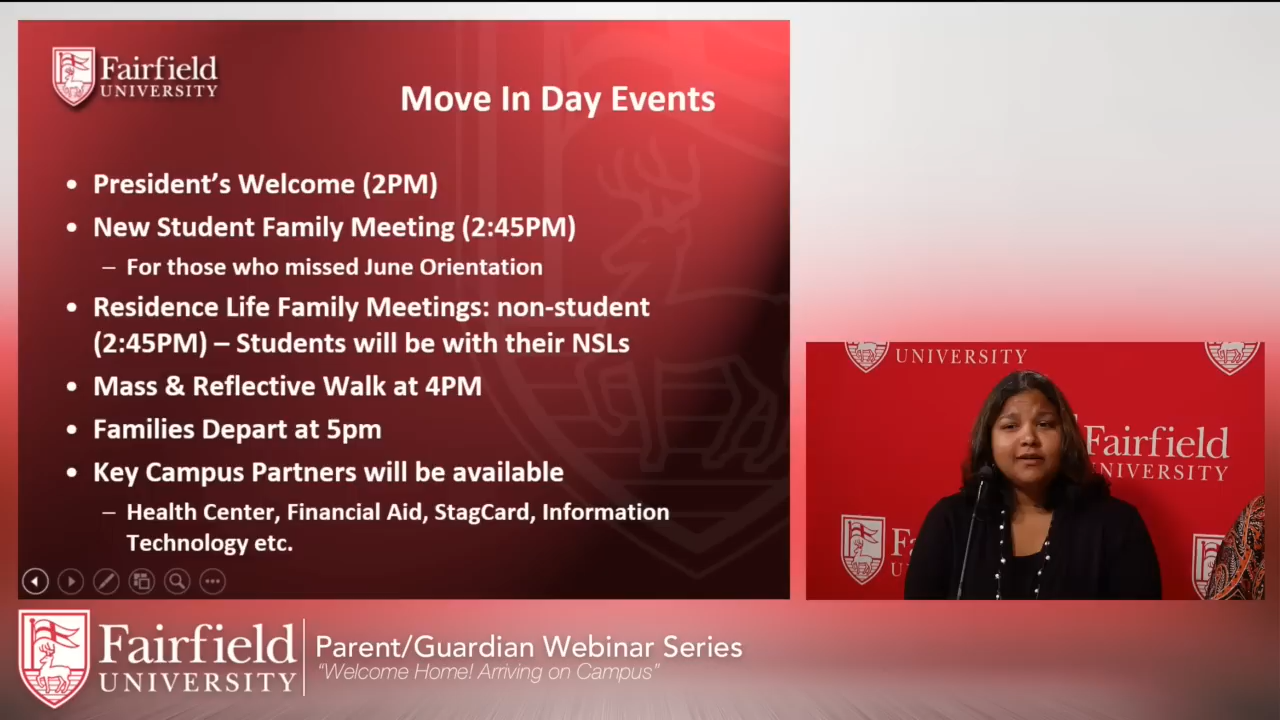 Fairfield
UNIVERSITY
Move In Day Events
• President’s Welcome (2PM)
• New Student Family Meeting (2:45PM)
– For those who missed June Orientation
• Residence Life Family Meetings: non-student
(2:45PM) – Students will be with their NSLs
• Mass & Reflective Walk at 4PM
• Families Depart at 5pm
• Key Campus Partners will be available
– Health Center, Financial Aid, StagCard, Information
Technology etc.
UNIVERSITY
Fairfield
UNIVERSITY
Fa
U
Fairfield
UNIVERSITY
Parent/Guardian Webinar Series
“Welcome Home! Arriving on Campus”